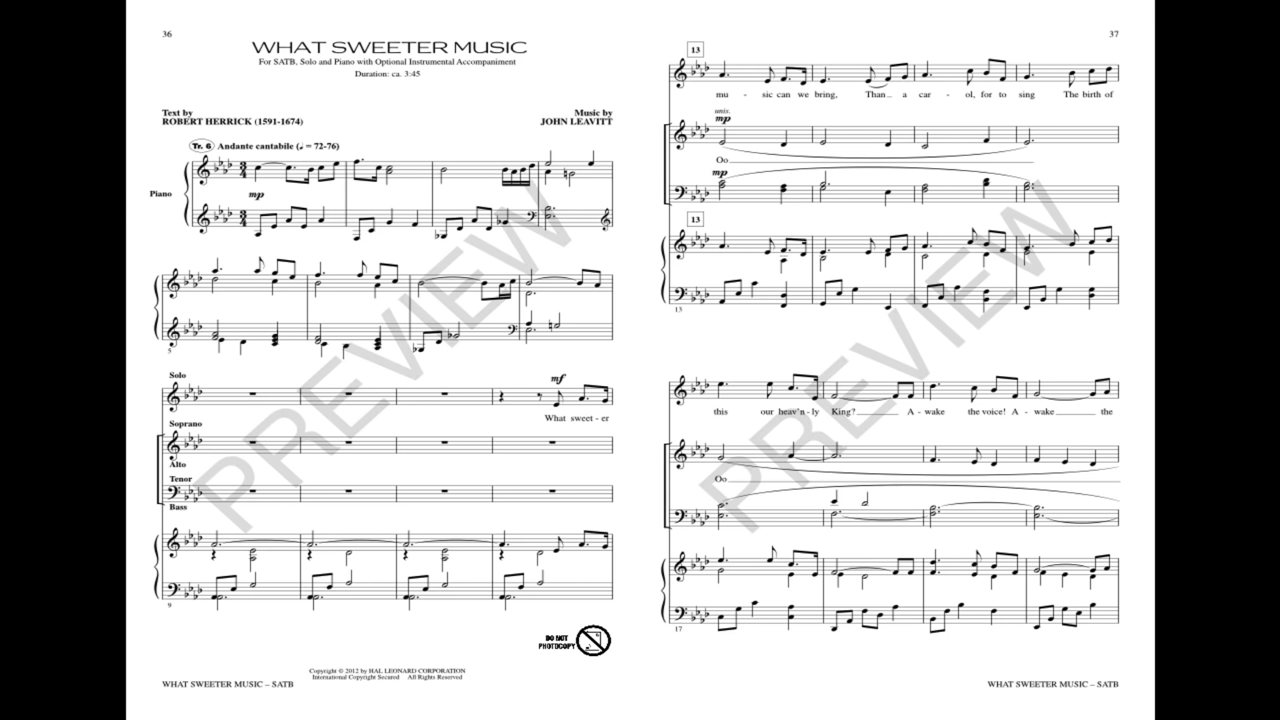 36
WHAT SWEETER MUSIC
For SATB, Solo and Piano with Optional Instrumental Accompaniment
Duration: ca. 3:45
Text by
ROBERT HERRICK (1591-1674)
Music by
JOHN LEAVITT
Tr. 6 Andante cantabile (♩ = 72-76)
Piano
mp
5
Solo
mf
What sweet - er
Soprano
Alto
Tenor
Bass
9
DO NOT
PHOTOCOPY
Copyright © 2012 by HAL LEONARD CORPORATION
International Copyright Secured All Rights Reserved
WHAT SWEETER MUSIC – SATB
PREVIEW
37
13
mu - sic can we bring, Than a car - ol, for to sing The birth of
unis.
mp
Oo
mp
13
13
this our heav'n - ly King? A - wake the voice! A - wake the
Oo
17
WHAT SWEETER MUSIC – SATB
PREVIEW